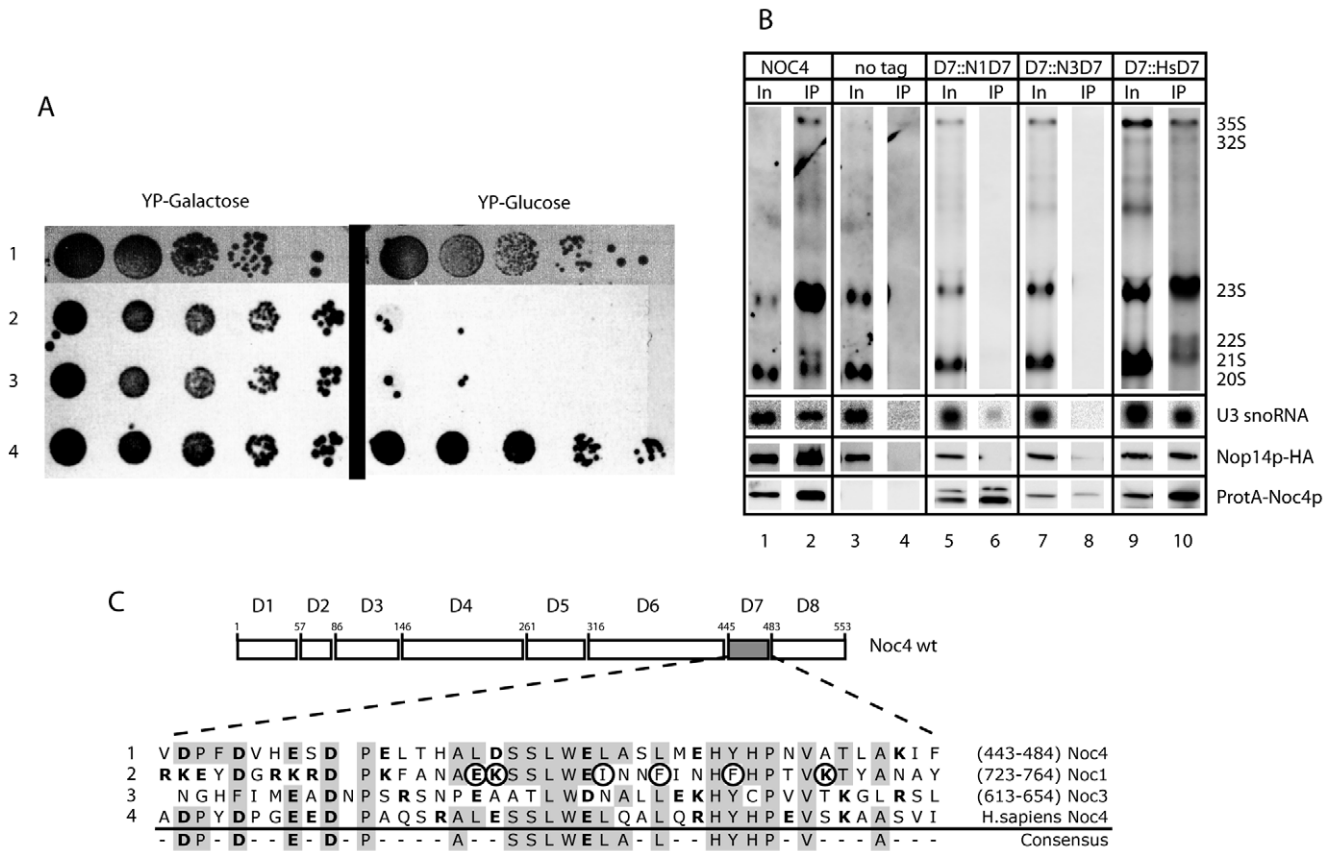 A
YP-Galactose YP-Glucose
1
2
3
4
B
NOC4 no tag D7::N1D7 D7::N3D7 D7::HsD7
In IP In IP In IP In IP In IP
35S
32S
23S
22S
21S
20S
U3 snoRNA
Nop14p-HA
ProtA-Noc4p
1 2 3 4 5 6 7 8 9 10
C
D1 D2 D3 D4 D5 D6 D7 D8
1 57 86 146 261 316 445 483 553
Noc4 wt
1 V D P F D V H E S D P E L T H A L D S S L W E L A S L M E H Y H P N V A T L A K I F (443-484) Noc4
2 R K E Y D G R K R D P K F A N A E K S S L W E I N N F I N H F H P T V K T Y A N A Y (723-764) Noc1
3 N G H F I M E A D N P S R S N P E A A T L W D N A L L E K H Y C P V V T K G L R S L (613-654) Noc3
4 A D P Y D P G E E D P A Q S R A L E S S L W E L Q A L Q R H Y H P E V S K A A S V I H.sapiens Noc4
- D P - D - - E - D - P - - - - A - - S S L W E L A - L - - H Y H P - - V - - - A - - - Consensus